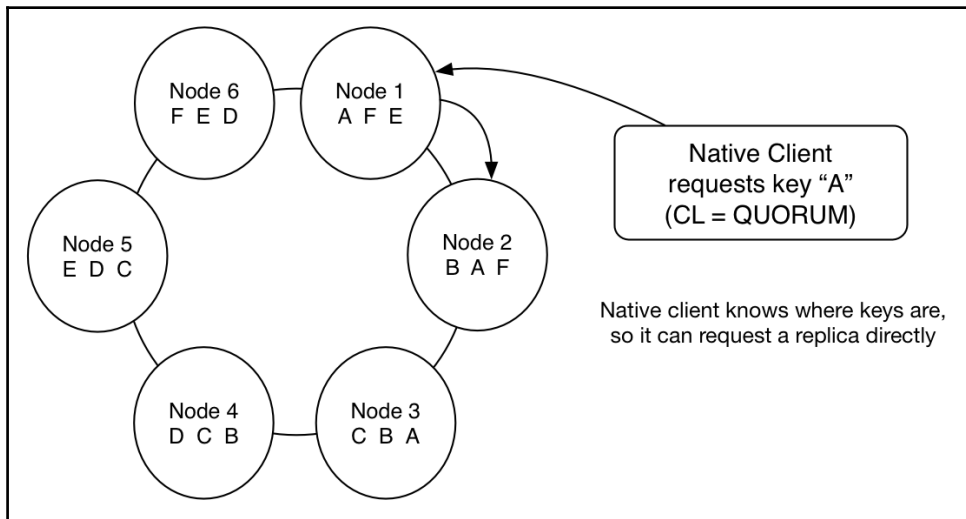 Node 6
F E D
Node 1
A F E
Native Client
requests key “A”
(CL = QUORUM)
Node 5
E D C
Node 2
B A F
Native client knows where keys are,
so it can request a replica directly
Node 4
D C B
Node 3
C B A